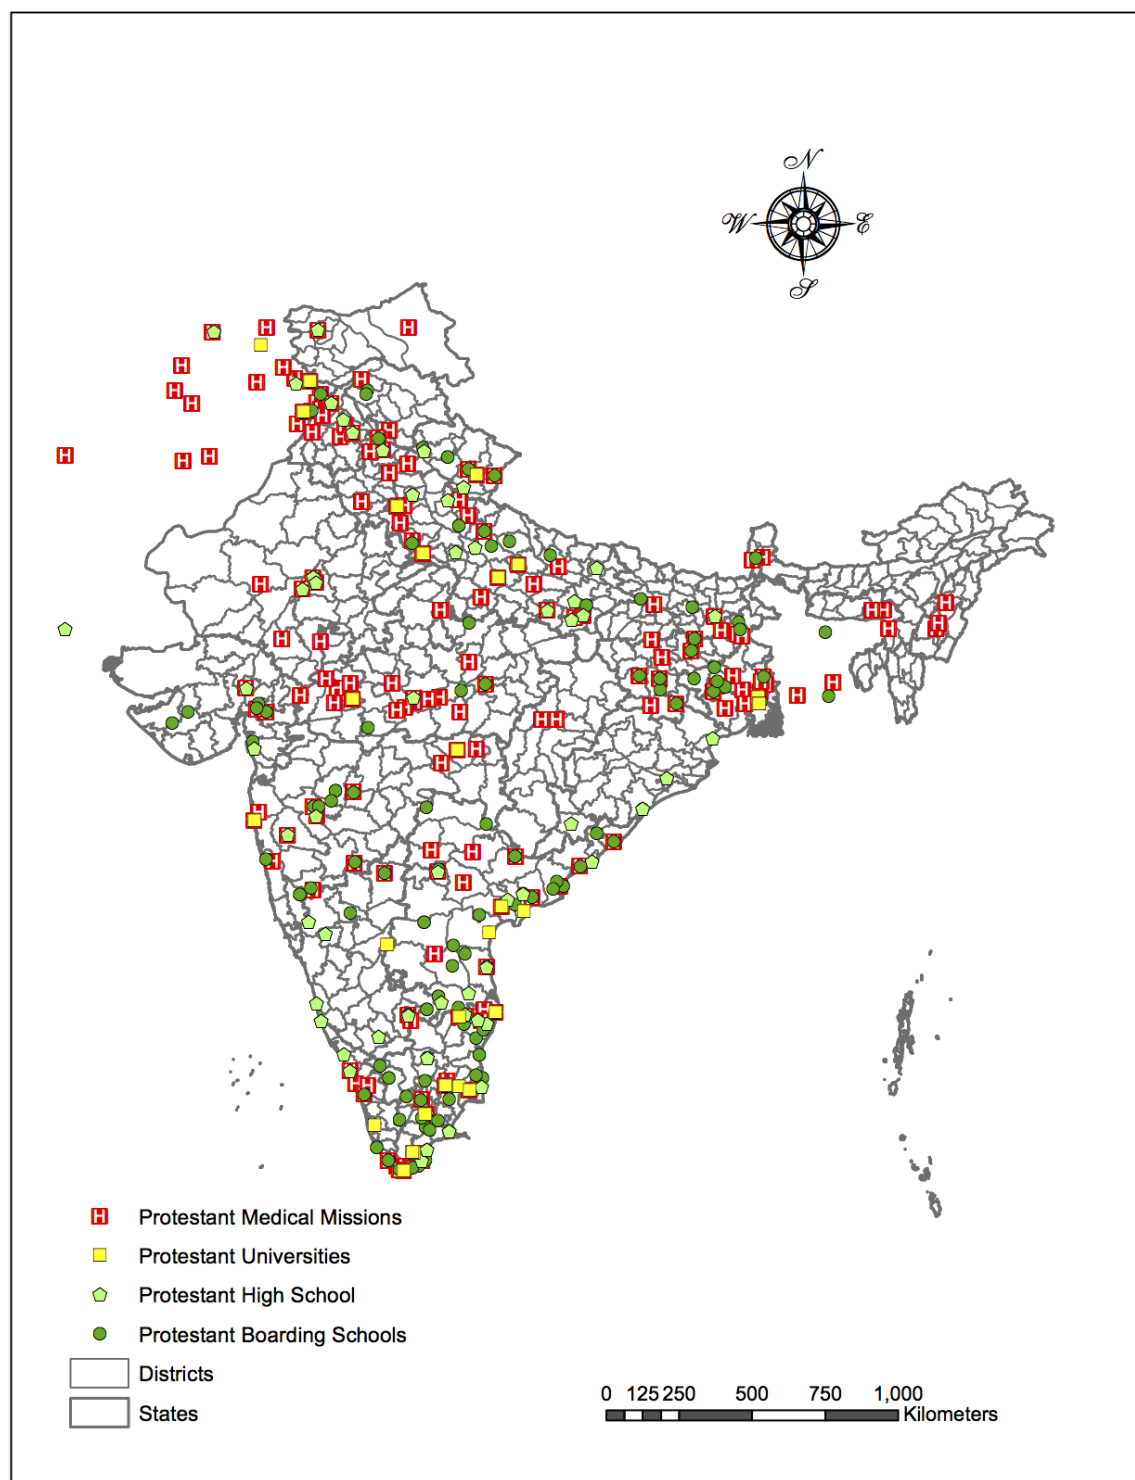 N
W E
S
Protestant Medical Missions
Protestant Universities
Protestant High School
Protestant Boarding Schools
Districts
States
0 125 250 500 750 1,000
Kilometers